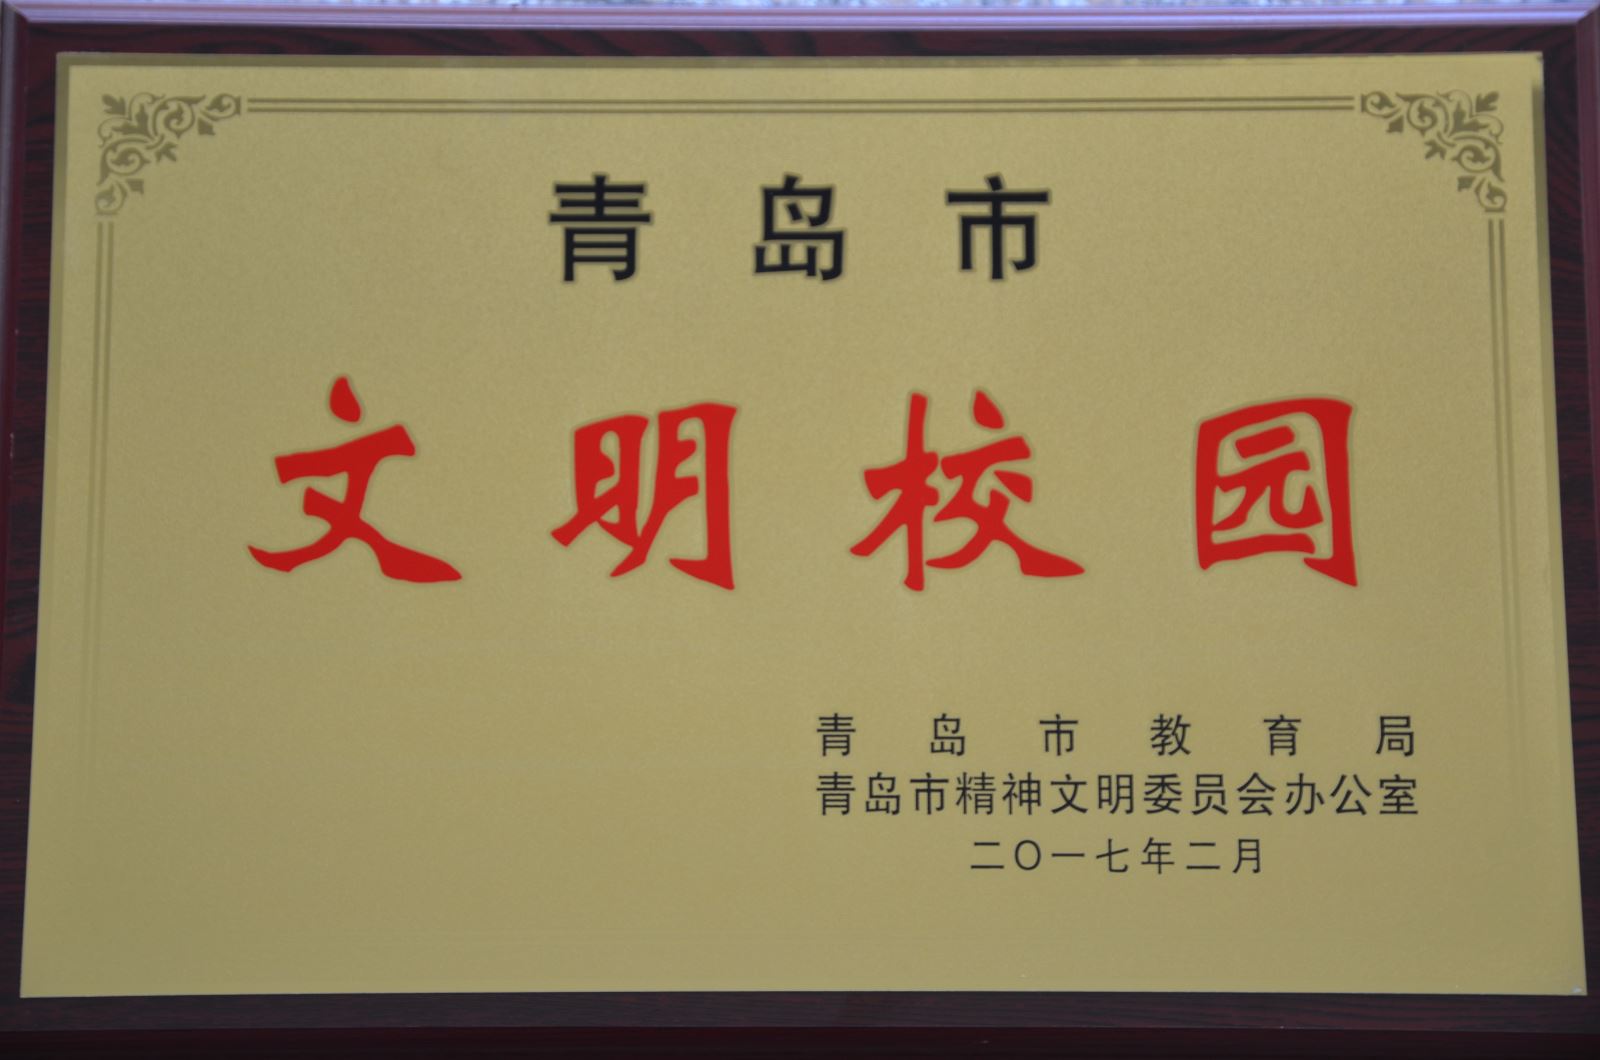 青岛市
文明校园
青岛市教育局
青岛市精神文明委员会办公室
二〇一七年二月